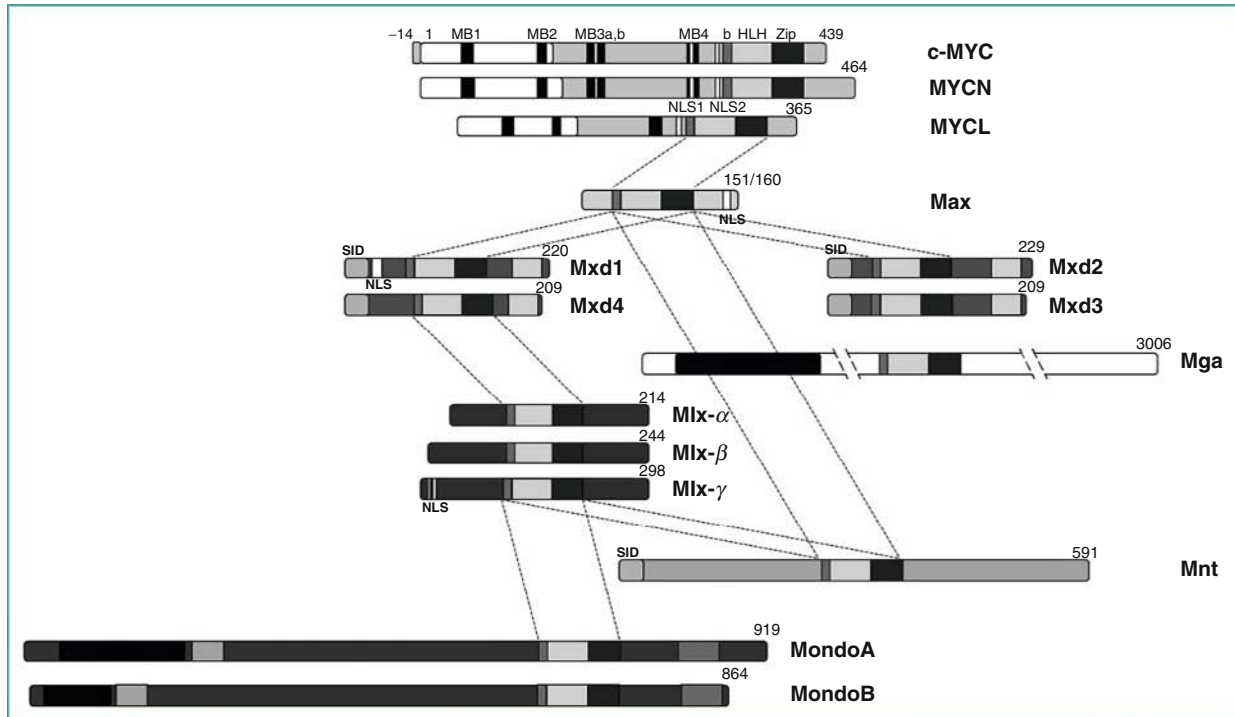 −14 1 MB1 MB2 MB3a,b MB4 b HLH Zip 439 c-MYC
464 MYCN
NLS1 NLS2 365 MYCL
151/160 Max
NLS
SID 220 Mxd1
NLS
209 Mxd4
SID 229 Mxd2
209 Mxd3
3006 Mga
214 Mlx-α
244 Mlx-β
298 Mlx-γ
NLS
SID 591 Mnt
919 MondoA
864 MondoB